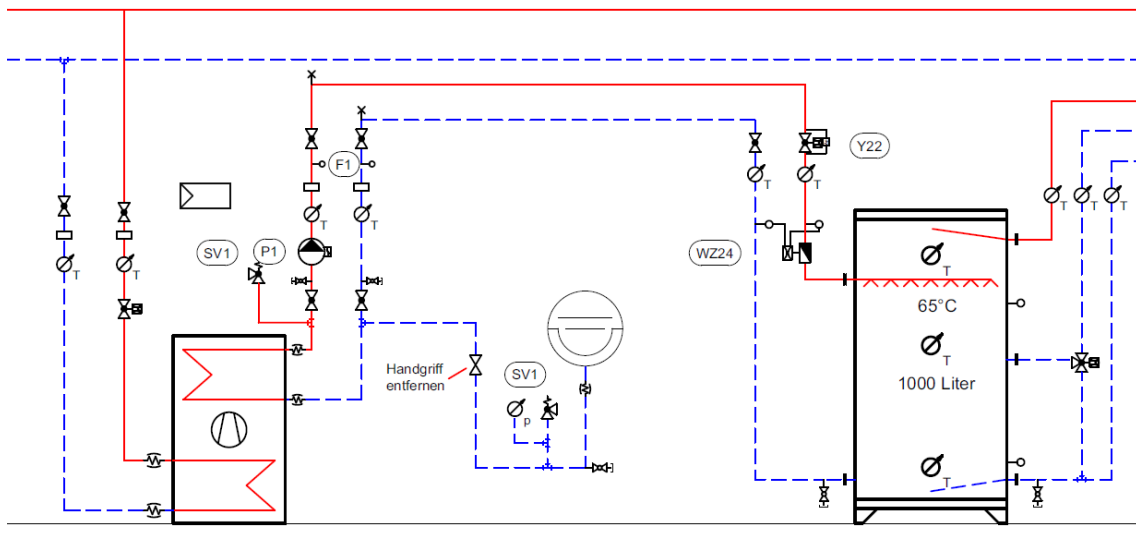 F1
Y22
T
T
T
T
T
T
T
SV1
P1
T
T
T
WZ24
T
65°C
T
Handgriff
entfernen
SV1
1000 Liter
p
T